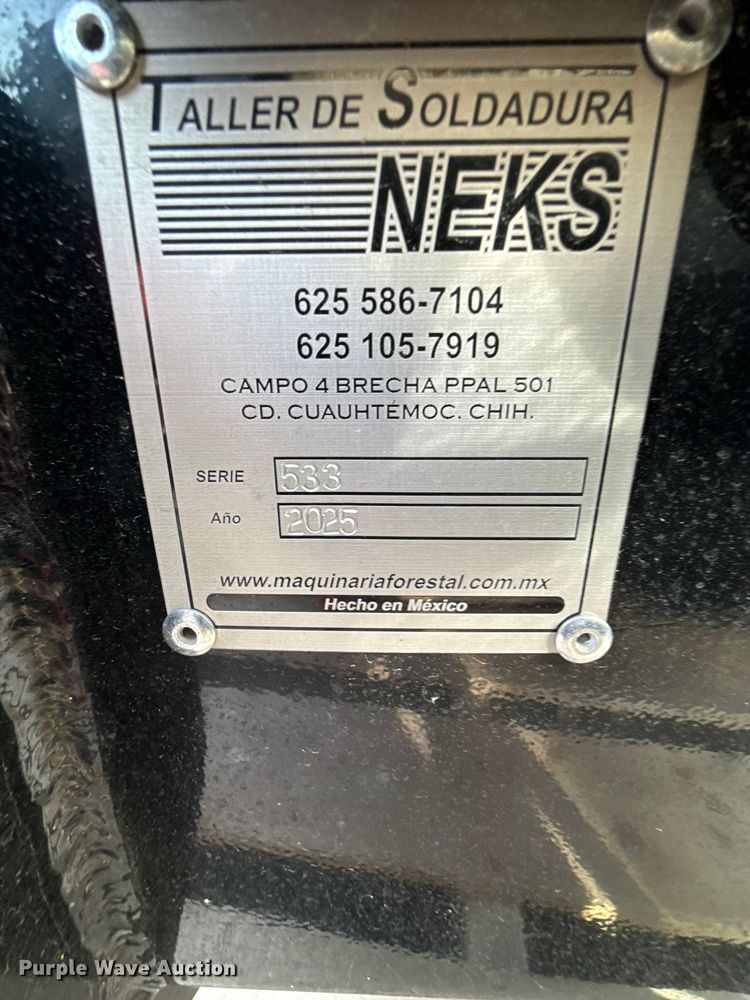 TALLER DE SOLDADURA
NEKS
625 586-7104
625 105-7919
CAMPO 4 BRECHA PPAL 501
CD. CUAUHTÉMOC. CHIH.
SERIE 533
Año 2025
www.maquinariaforestal.com.mx
Hecho en México
Purple Wave Auction